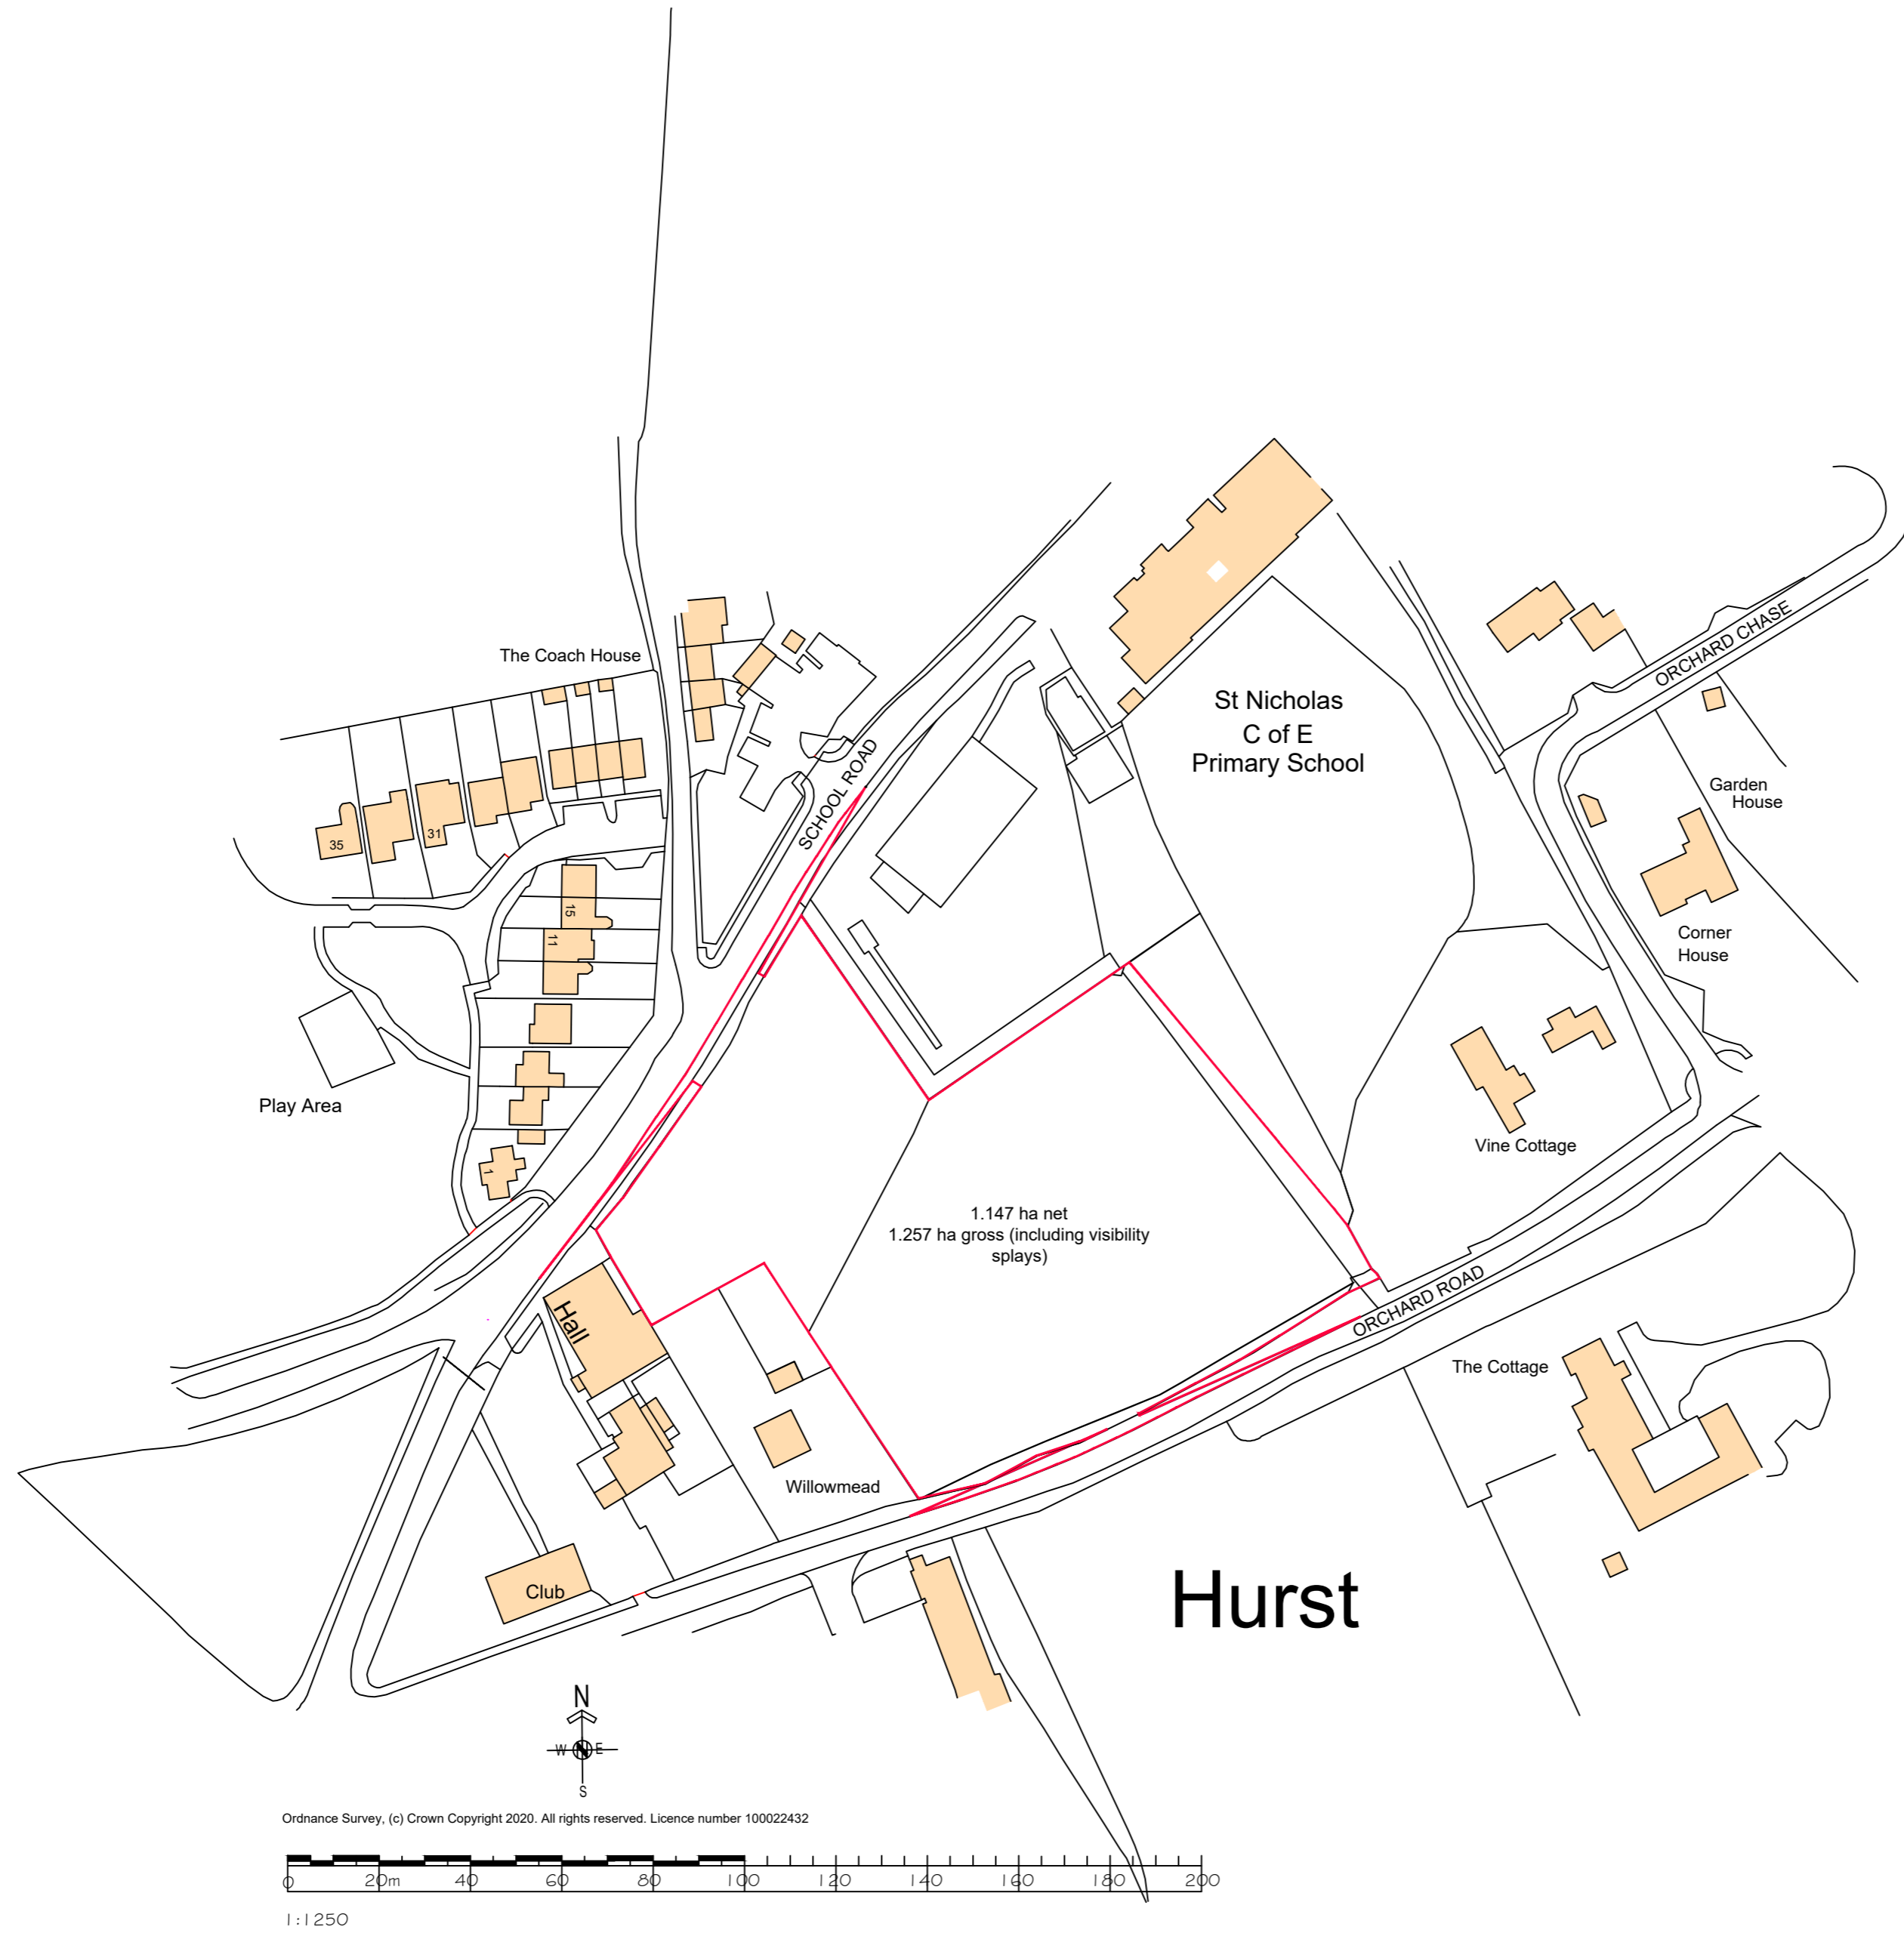 The Coach House
SCHOOL ROAD
St Nicholas
C of E
Primary School
ORCHARD CHASE
Garden
House
35
31
15
11
Corner
House
Play Area
1
Vine Cottage
1.147 ha net
1.257 ha gross (including visibility
splays)
ORCHARD ROAD
Hall
The Cottage
Willowmead
Club
Hurst
N
W
E
S
Ordnance Survey, (c) Crown Copyright 2020. All rights reserved. Licence number 100022432
0 20m 40 60 80 100 120 140 160 180 200
1:1250